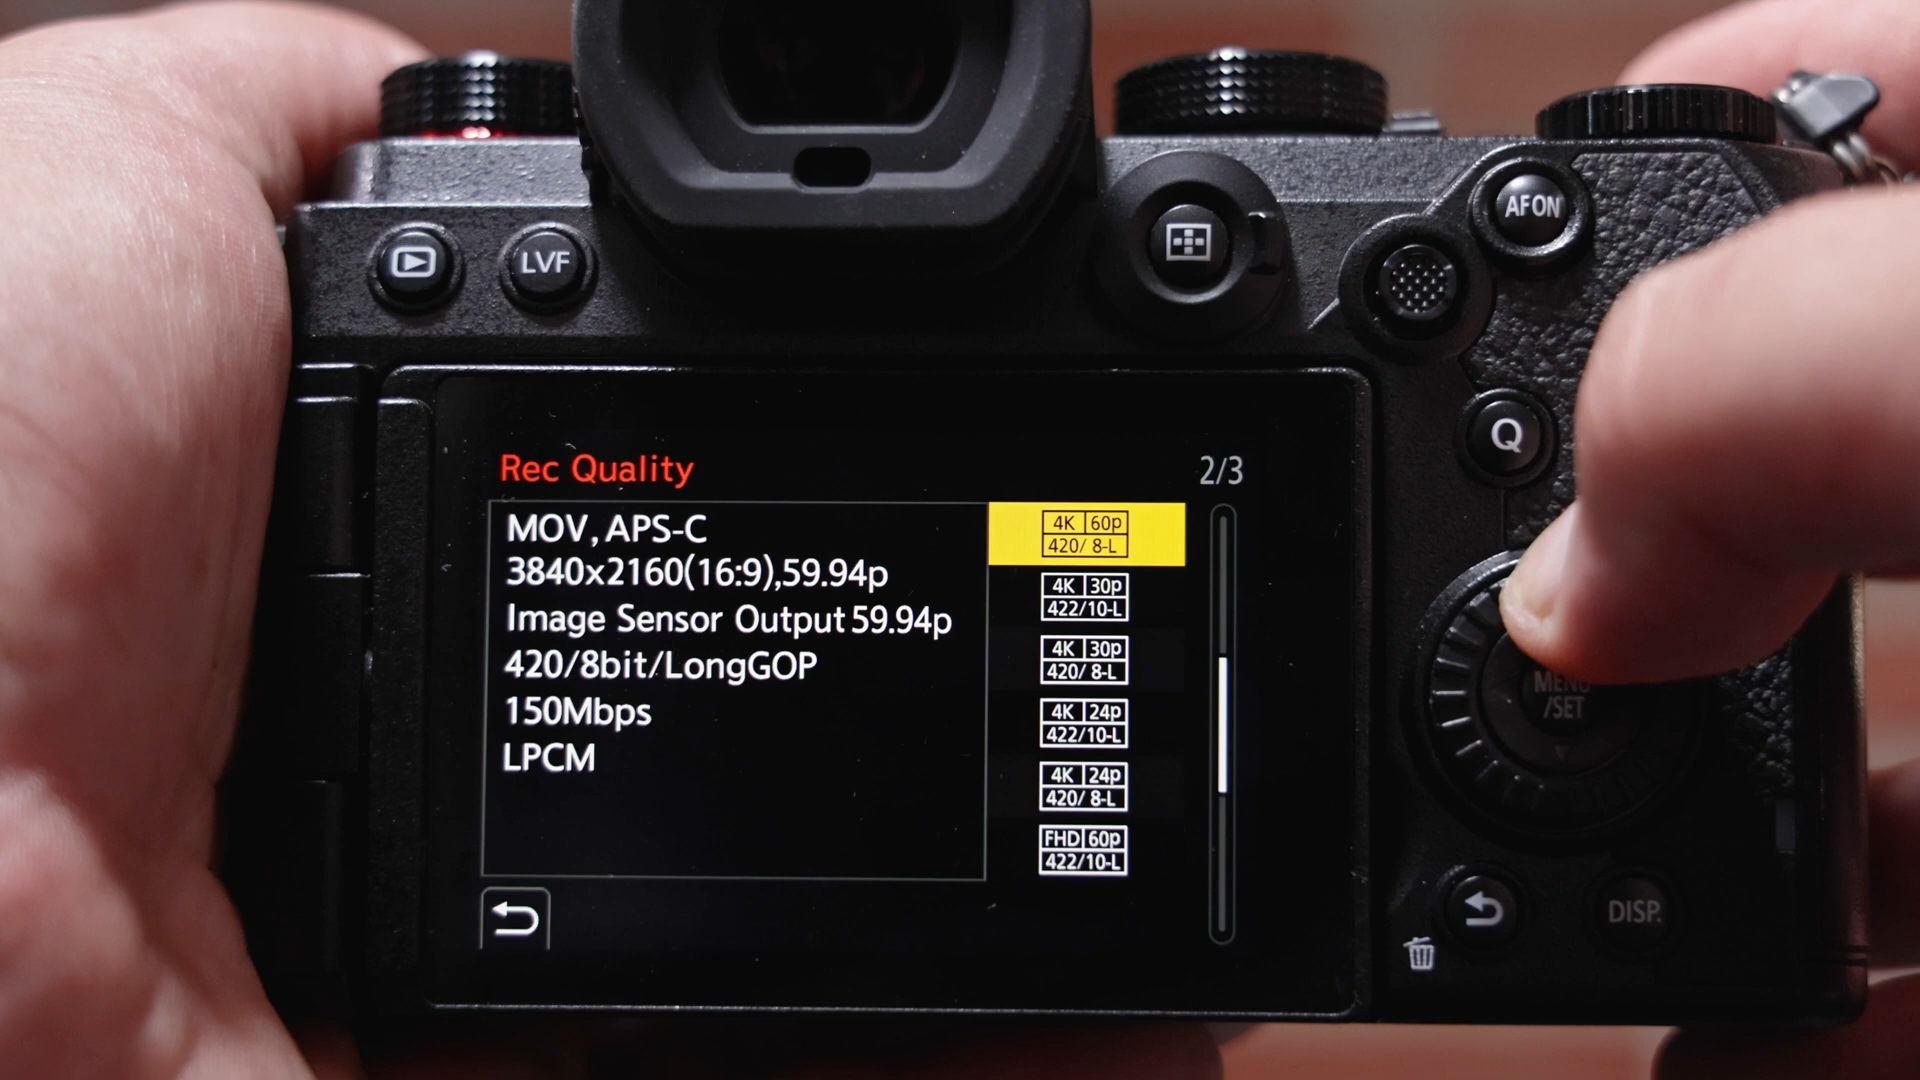 AF ON
LVF
Q
Rec Quality
2/3
MOV, APS-C
3840x2160(16:9),59.94p
Image Sensor Output 59.94p
420/8bit/LongGOP
150Mbps
LPCM
4K 60p
420/ 8-L
4K 30p
422/10-L
4K 30p
420/ 8-L
4K 24p
422/10-L
4K 24p
420/ 8-L
FHD 60p
422/10-L
MENU
/SET
DISP.